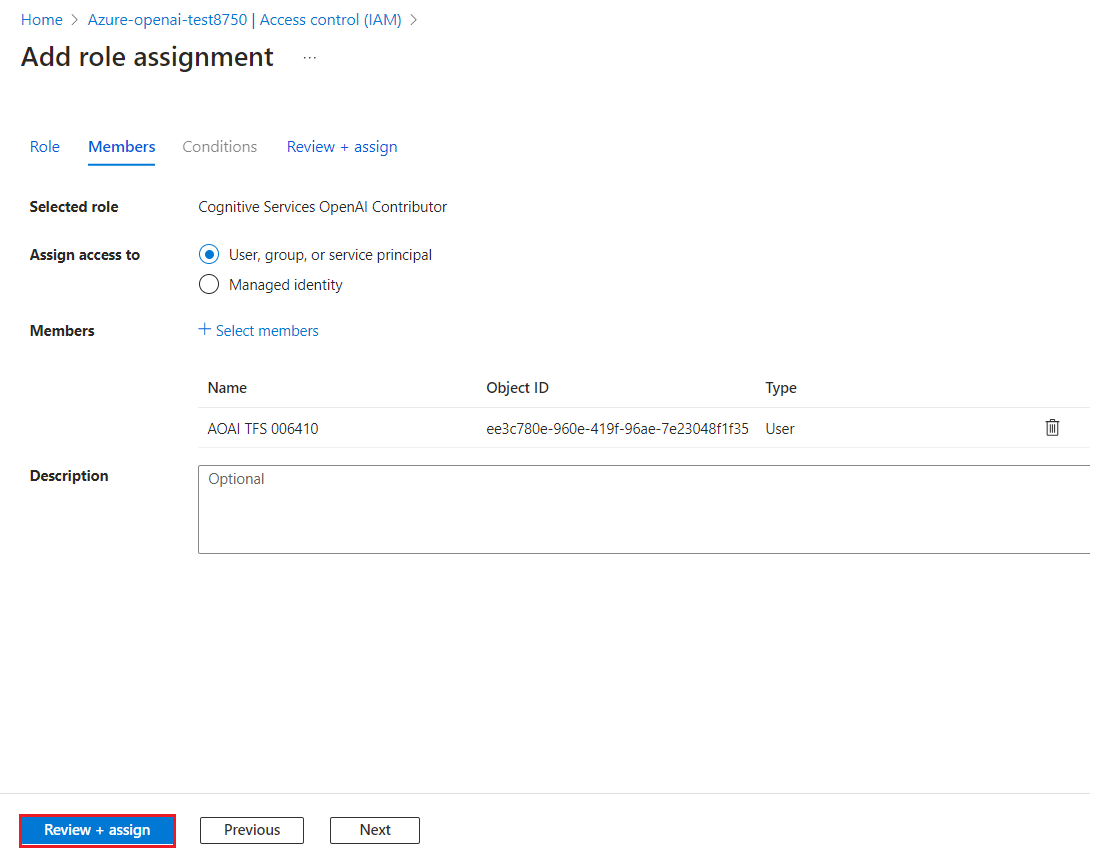 Home > Azure-openai-test8750 | Access control (IAM) >
Add role assignment ...
Role Members Conditions Review + assign
Selected role Cognitive Services OpenAI Contributor
Assign access to User, group, or service principal
Managed identity
Members + Select members
Name Object ID Type
AOAI TFS 006410 ee3c780e-960e-419f-96ae-7e23048f1f35 User
Description Optional
Review + assign Previous Next